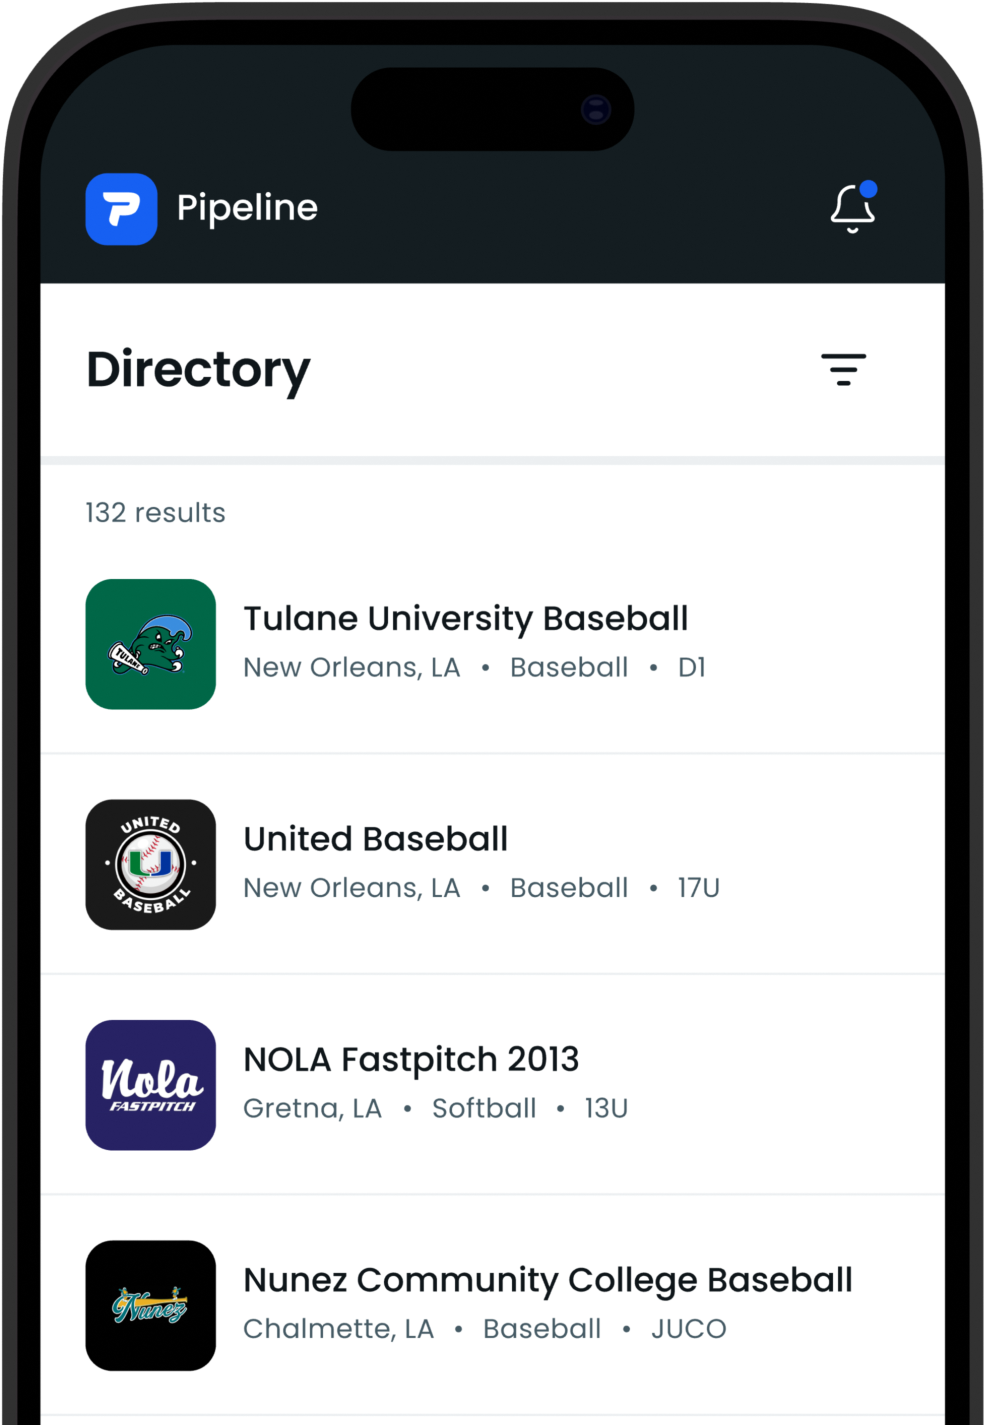 Pipeline
Directory
132 results
TULANE
Tulane University Baseball
New Orleans, LA • Baseball • D1
UNITED
U
BASEBALL
United Baseball
New Orleans, LA • Baseball • 17U
Nola
FASTPITCH
NOLA Fastpitch 2013
Gretna, LA • Softball • 13U
Nunez
Nunez Community College Baseball
Chalmette, LA • Baseball • JUCO